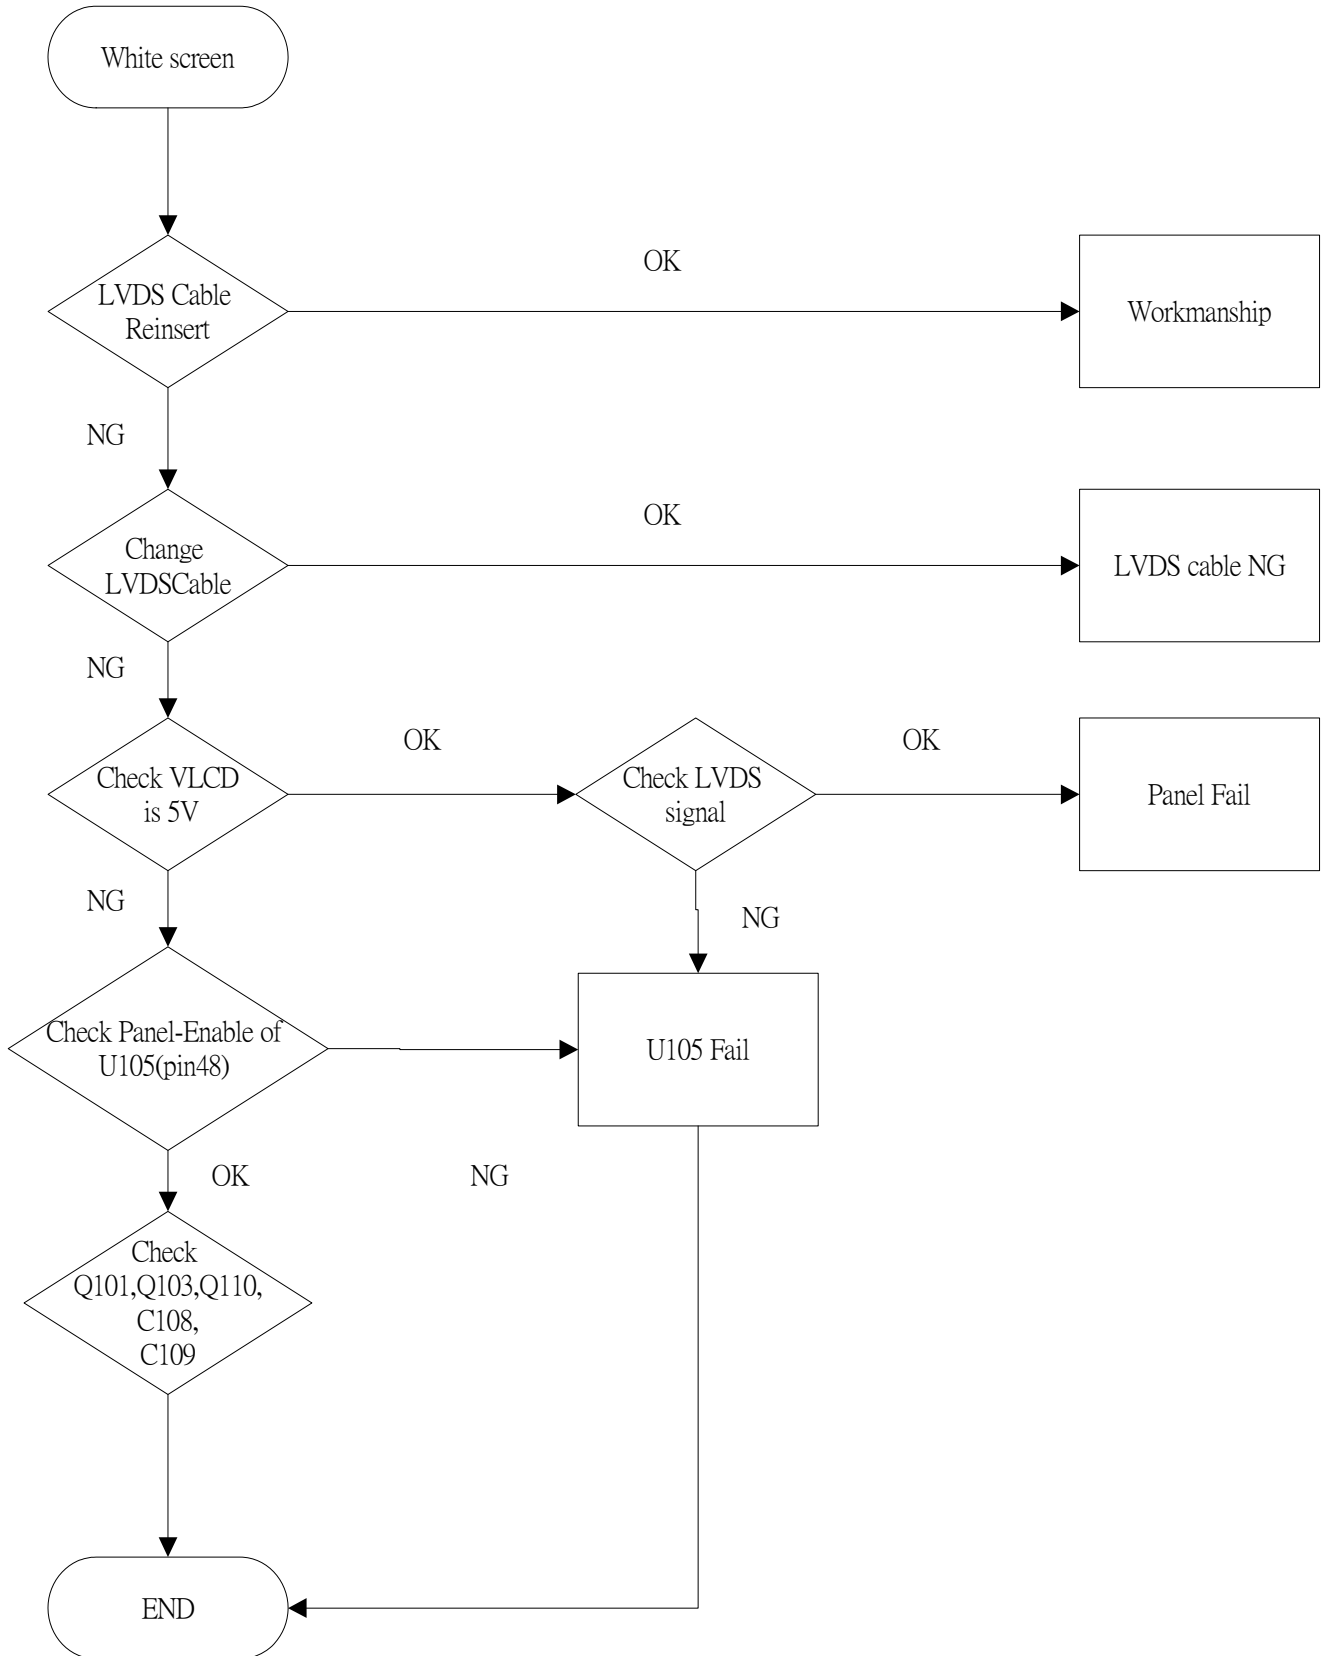 White screen
OK
LVDS Cable
Reinsert
Workmanship
NG
OK
Change
LVDSCable
LVDS cable NG
NG
OK
OK
Check VLCD
is 5V
Check LVDS
signal
Panel Fail
NG
NG
Check Panel-Enable of
U105(pin48)
U105 Fail
OK
NG
Check
Q101,Q103,Q110,
C108,
C109
END